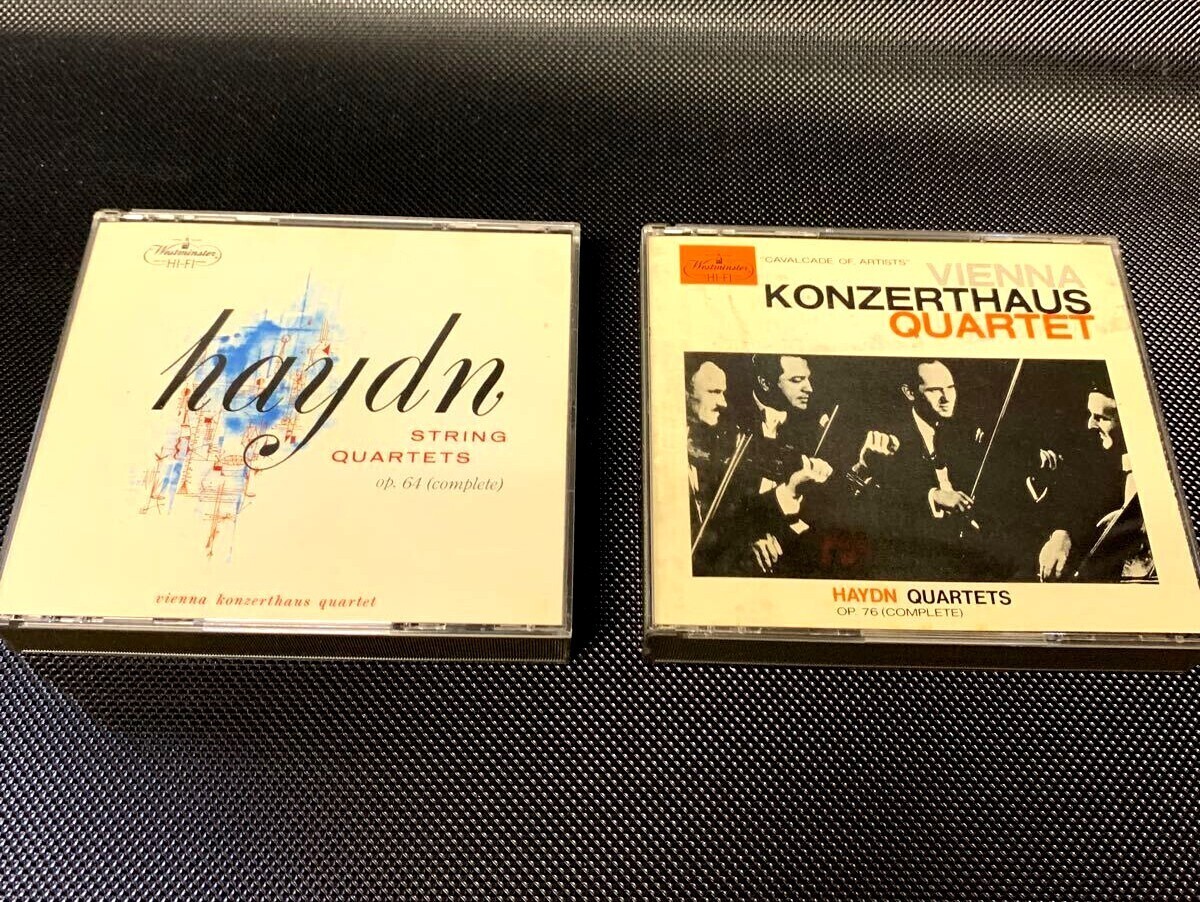 Westminster
HI-FI
haydn
STRING
QUARTETS
op. 64 (complete)
vienna konzerthaus quartet
Westminster
HI-FI
"CAVALCADE OF ARTISTS"
VIENNA
KONZERTHAUS
QUARTET
HAYDN QUARTETS
OP. 76 (COMPLETE)